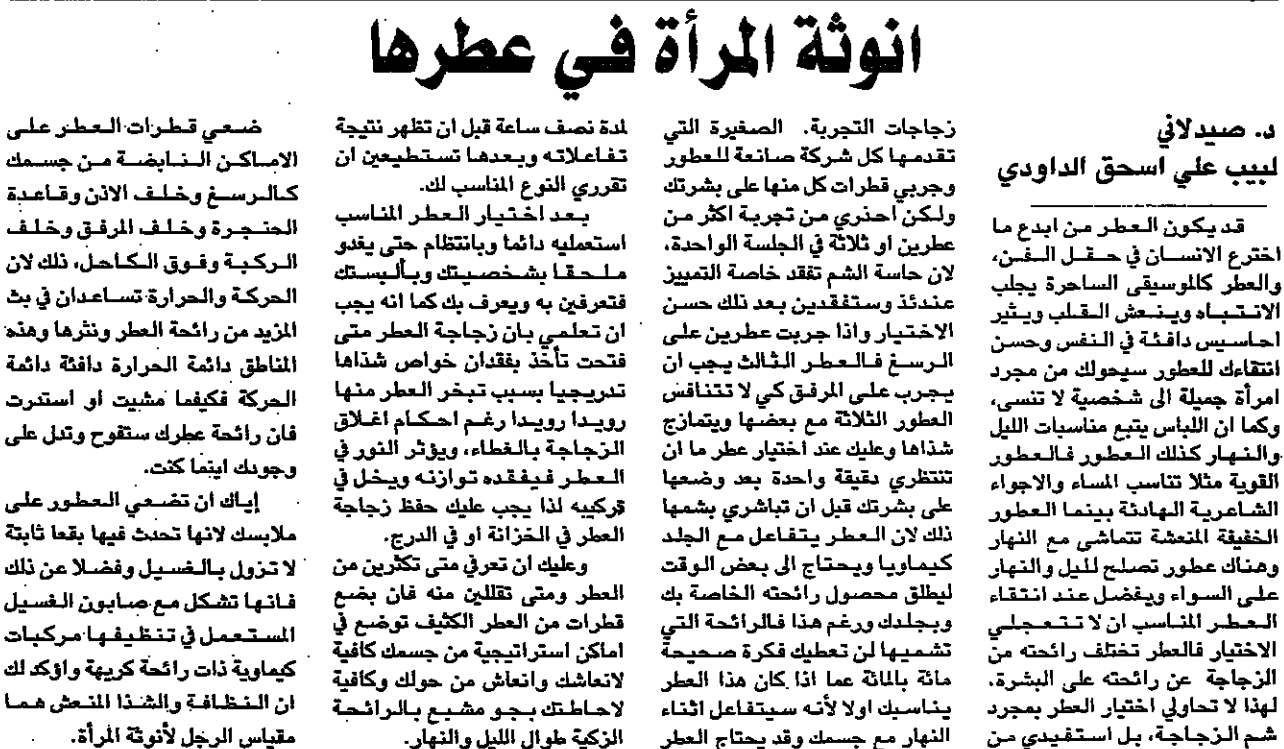 انوثة المرأة في عطرها
د. صيدلاني
لبيب علي اسحق الداودي
قد يكون العطر من ابدع ما
اخترع الانسان في حقل الفن،
والعطر كالموسيقى الساحرة يجلب
الانتباه وينعش القلب ويثير
احاسيس دافئة في النفس وحسن
انتقاءك للعطور سيحولك من مجرد
امرأة جميلة الى شخصية لا تنسى،
وكما ان اللباس يتبع مناسبات الليل
والنهار كذلك العطور فالعطور
القوية مثلا تتاسب المساء والاجواء
الشاعرية الهادئة بينما العطور
الخفيفة المنعشة تتماشى مع النهار
وهناك عطور تصلح لليل والنهار
على السواء ويفضل عند انتقاء
العطر المناسب ان لا تتعجلي
الاختيار فالعطر تختلف رائحته من
الزجاجة عن رائحته على البشرة.
لهذا لا تحاولي اختيار العطر بمجرد
شم الزجاجة، بل استفيدي من
زجاجات التجربة. الصغيرة التي
تقدمها كل شركة صانعة للعطور
وجربي قطرات كل منها على بشرتك
ولكن احذري من تجربة اكثر من
عطرين او ثلاثة في الجلسة الواحدة،
لان حاسة الشم تفقد خاصة التمييز
عندئذ وستفقدين بعد ذلك حسن
الاختيار واذا جربت عطرين على
الرسغ فالعطر الثالث يجب ان
يجرب على المرفق كي لا تتنافس
العطور الثلاثة مع بعضها ويتمازج
شذاها وعليك عند اختيار عطر ما ان
تنتظري دقيقة واحدة بعد وضعها
على بشرتك قبل ان تباشري بشمها
ذلك لان العطر يتفاعل مع الجلد
كيماويا ويحتاج الى بعض الوقت
ليطلق محصول رائحته الخاصة بك
وبجلدك ورغم هذا فالرائحة التي
تشميها لن تعطيك فكرة صحيحة
مائة بالمائة عما اذا كان هذا العطر
يناسبك اولا لأنه سيتفاعل اثناء
النهار مع جسمك وقد يحتاج العطر
لمدة نصف ساعة قبل ان تظهر نتيجة
تفاعلاته وبعدها تستطيعين ان
تقرري النوع المناسب لك.
بعد اختيار العطر المناسب
استعمليه دائما وبانتظام حتى يغدو
ملحقا بشخصيتك وبألبستك
فتعرفين به ويعرف بك كما انه يجب
ان تعلمي بان زجاجة العطر متى
فتحت تأخذ بفقدان خواص شذاها
تدريجيا بسبب تبخر العطر منها
رويدا رويدا رغم احكام اغلاق
الزجاجة بالغطاء، ويؤثر النور في
العطر فيفقده توازنه ويخل في
تركيبه لذا يجب عليك حفظ زجاجة
العطر في الخزانة او في الدرج.
وعليك ان تعرفي متى تكثرين من
العطر ومتى تقللين منه فان بضع
قطرات من العطر الكثيف توضع في
اماكن استراتيجية من جسمك كافية
لانعاشك وانعاش من حولك وكافية
لاحاطتك بجو مشبع بالرائحة
الزكية طوال الليل والنهار.
ضعي قطرات العطر على
الاماكن النابضة من جسمك
كالرسغ وخلف الاذن وقاعدة
الحنجرة وخلف المرفق وخلف
الركبة وفوق الكاحل، ذلك لان
الحركة والحرارة تساعدان في بث
المزيد من رائحة العطر ونثرها وهذه
المناطق دائمة الحرارة دافئة دائمة
الحركة فكيفما مشيت او استدرت
فان رائحة عطرك ستفوح وتدل على
وجودك اينما كنت.
إياك ان تضعي العطور على
ملابسك لانها تحدث فيها بقعا ثابتة
لا تزول بالغسيل وفضلا عن ذلك
فانها تشكل مع صابون الغسيل
المستعمل في تنظيفها مركبات
كيماوية ذات رائحة كريهة واؤكد لك
ان النظافة والشذا المنعش هما
مقياس الرجل لأنوثة المرأة.